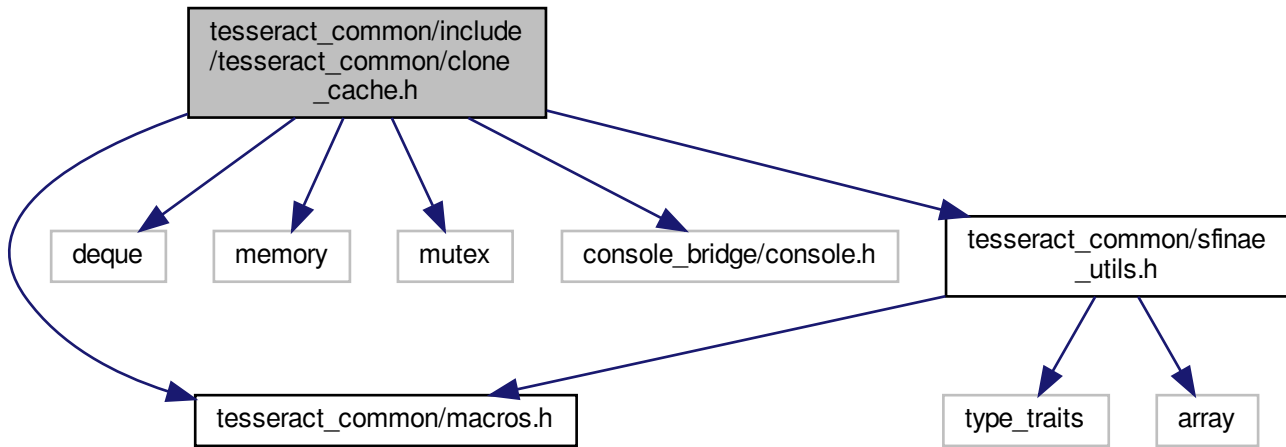 tesseract_common/include
/tesseract_common/clone
_cache.h
deque
memory
mutex
console_bridge/console.h
tesseract_common/sfinae
_utils.h
tesseract_common/macros.h
type_traits
array